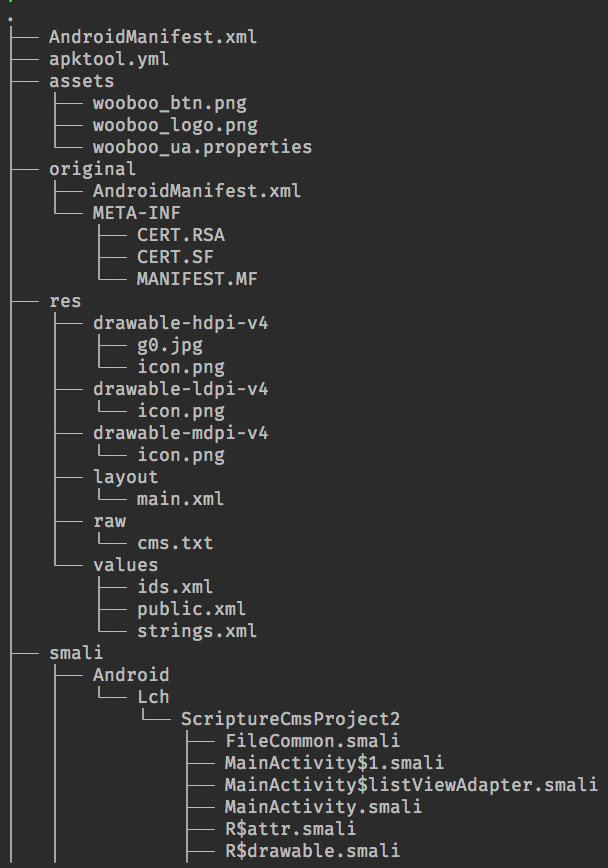 .
├── AndroidManifest.xml
├── apktool.yml
├── assets
│   ├── wooboo_btn.png
│   ├── wooboo_logo.png
│   └── wooboo_ua.properties
├── original
│   ├── AndroidManifest.xml
│   └── META-INF
│       ├── CERT.RSA
│       ├── CERT.SF
│       └── MANIFEST.MF
├── res
│   ├── drawable-hdpi-v4
│   │   ├── g0.jpg
│   │   └── icon.png
│   ├── drawable-ldpi-v4
│   │   └── icon.png
│   ├── drawable-mdpi-v4
│   │   └── icon.png
│   ├── layout
│   │   └── main.xml
│   ├── raw
│   │   └── cms.txt
│   └── values
│       ├── ids.xml
│       ├── public.xml
│       └── strings.xml
├── smali
│   ├── Android
│   │   └── Lch
│   │       └── ScriptureCmsProject2
│   │           ├── FileCommon.smali
│   │           ├── MainActivity$1.smali
│   │           ├── MainActivity$listViewAdapter.smali
│   │           ├── MainActivity.smali
│   │           ├── R$attr.smali
│   │           ├── R$drawable.smali